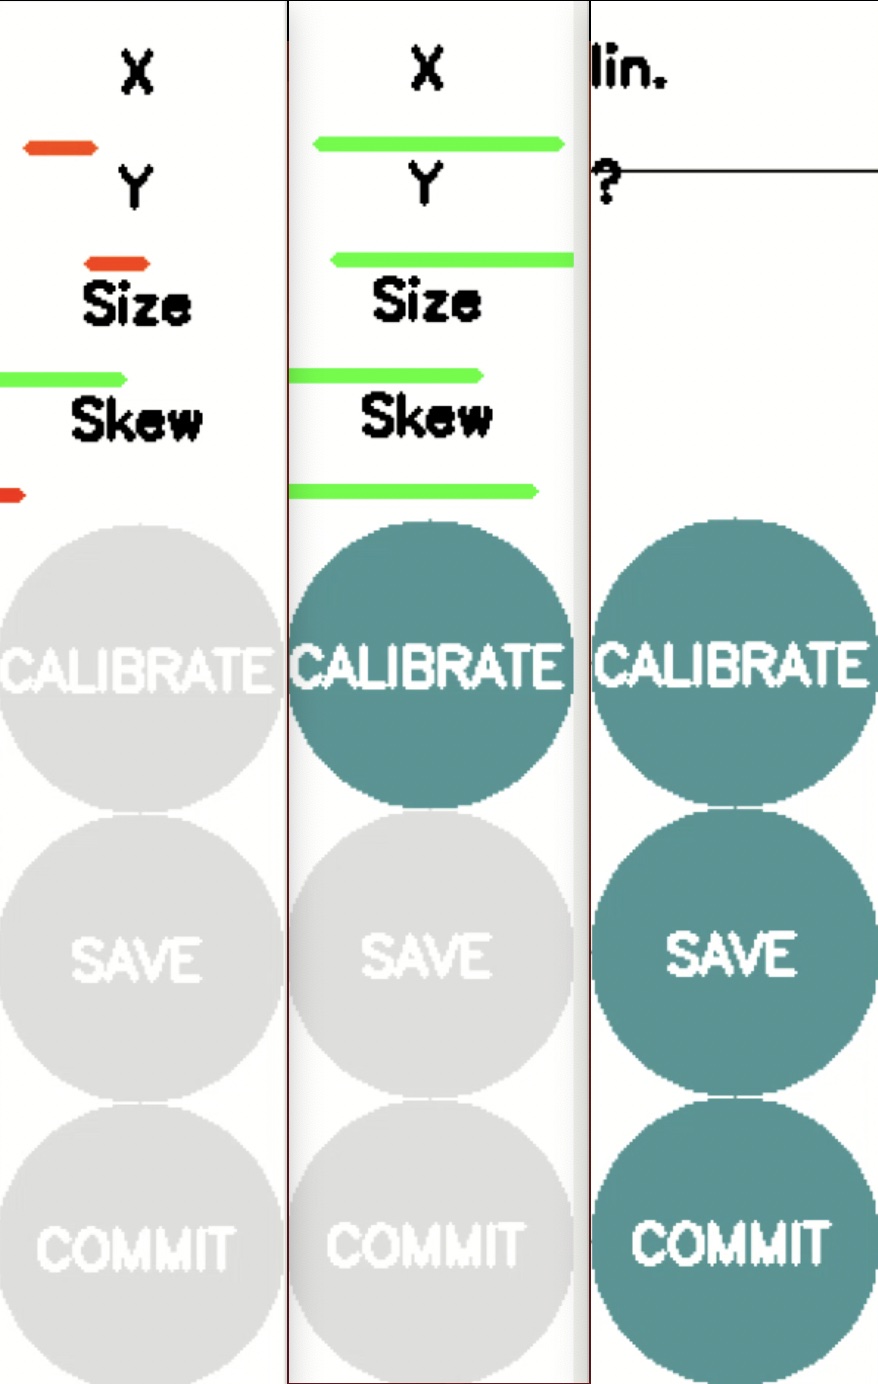 X
Y
Size
Skew
CALIBRATE
SAVE
COMMIT
X
Y
Size
Skew
CALIBRATE
SAVE
COMMIT
lin.
?
CALIBRATE
SAVE
COMMIT